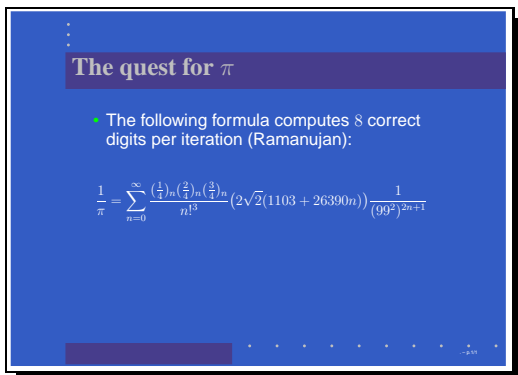 The quest for π
• The following formula computes 8 correct
digits per iteration (Ramanujan):
1/π = ∑_{n=0}^{∞} (1/4)_n(2/4)_n(3/4)_n / n!^3 (2√2(1103 + 26390n)) 1/(99^2)^{2n+1}